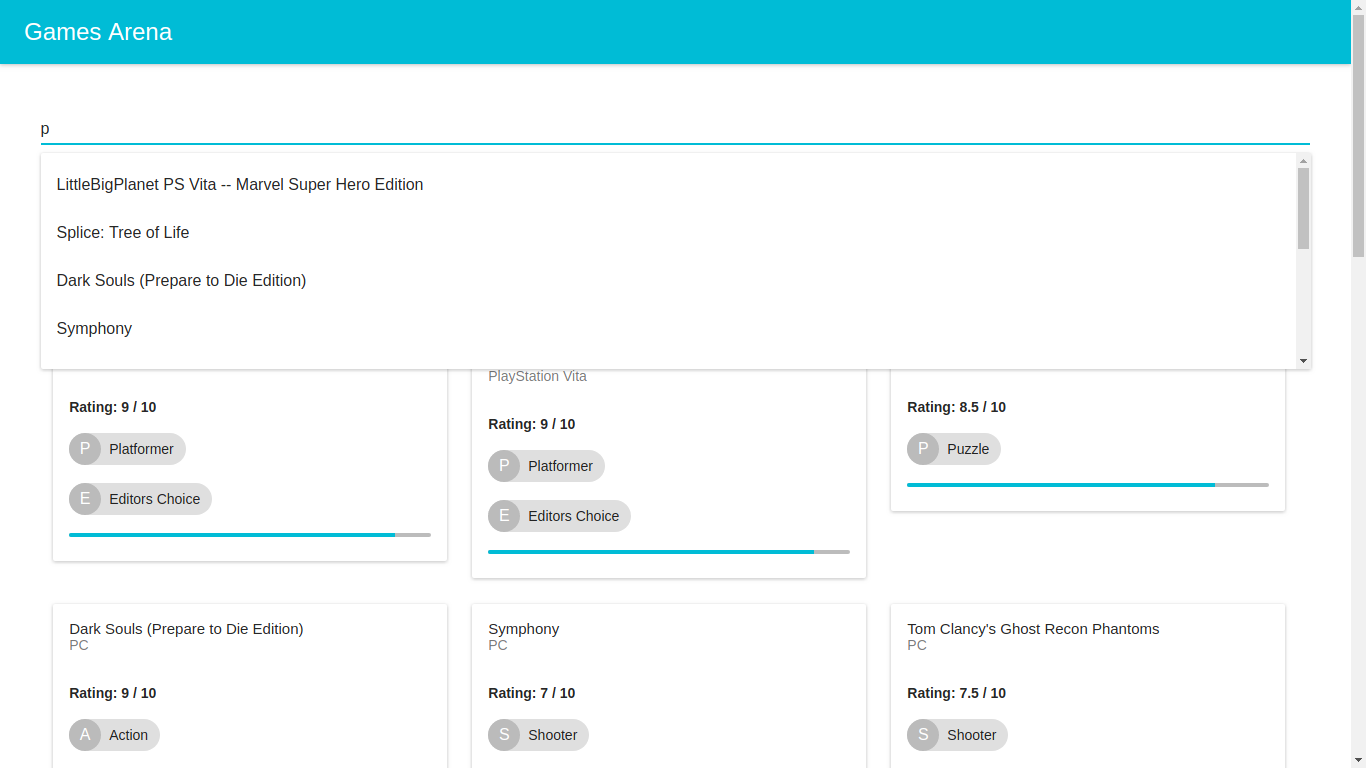 Games Arena
p
LittleBigPlanet PS Vita -- Marvel Super Hero Edition
Splice: Tree of Life
Dark Souls (Prepare to Die Edition)
Symphony
PlayStation Vita
Rating: 9 / 10
P Platformer
E Editors Choice
Rating: 9 / 10
P Platformer
E Editors Choice
Rating: 8.5 / 10
P Puzzle
Dark Souls (Prepare to Die Edition)
PC
Rating: 9 / 10
A Action
Symphony
PC
Rating: 7 / 10
S Shooter
Tom Clancy's Ghost Recon Phantoms
PC
Rating: 7.5 / 10
S Shooter